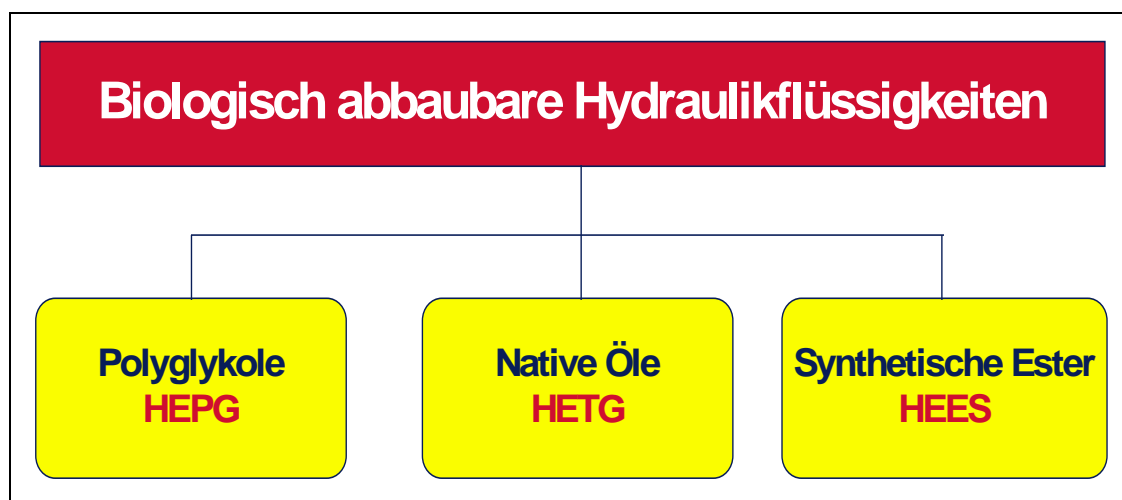 Biologisch abbaubare Hydraulikflüssigkeiten
Polyglykole
HEPG
Native Öle
HETG
Synthetische Ester
HEES